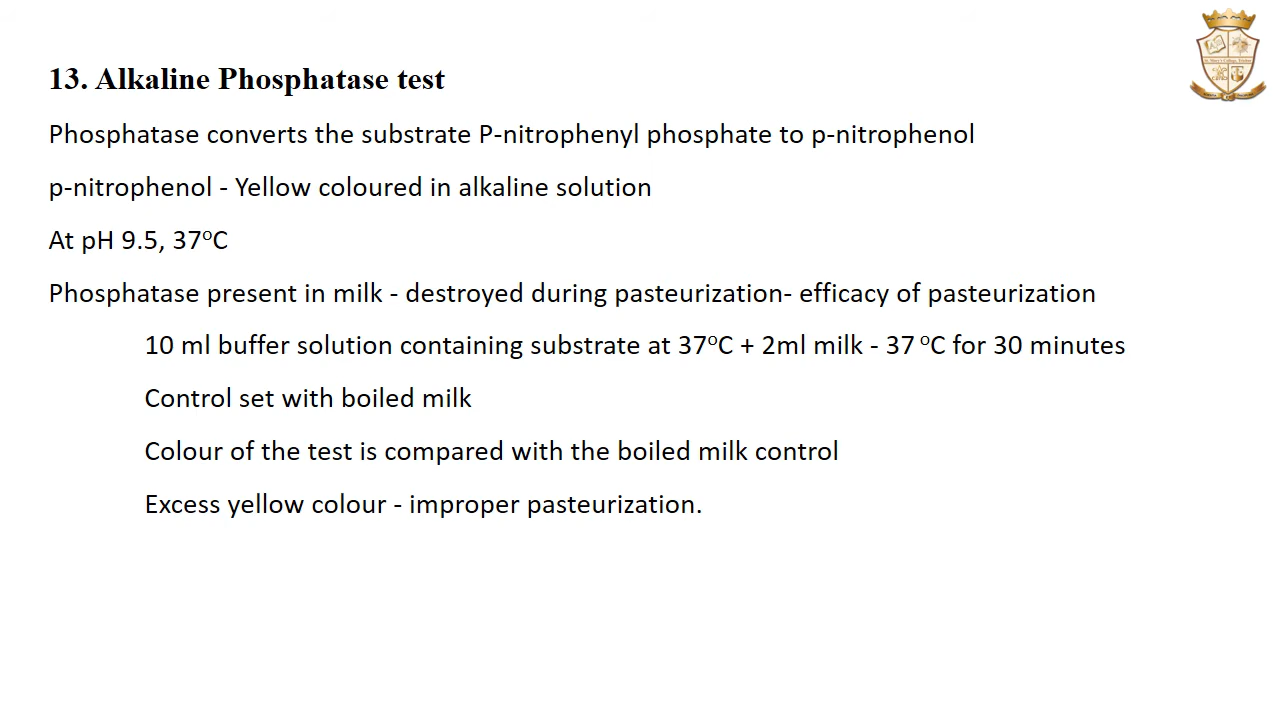 13. Alkaline Phosphatase test
Phosphatase converts the substrate P-nitrophenyl phosphate to p-nitrophenol
p-nitrophenol - Yellow coloured in alkaline solution
At pH 9.5, 37ºC
Phosphatase present in milk - destroyed during pasteurization- efficacy of pasteurization
10 ml buffer solution containing substrate at 37ºC + 2ml milk - 37 ºC for 30 minutes
Control set with boiled milk
Colour of the test is compared with the boiled milk control
Excess yellow colour - improper pasteurization.